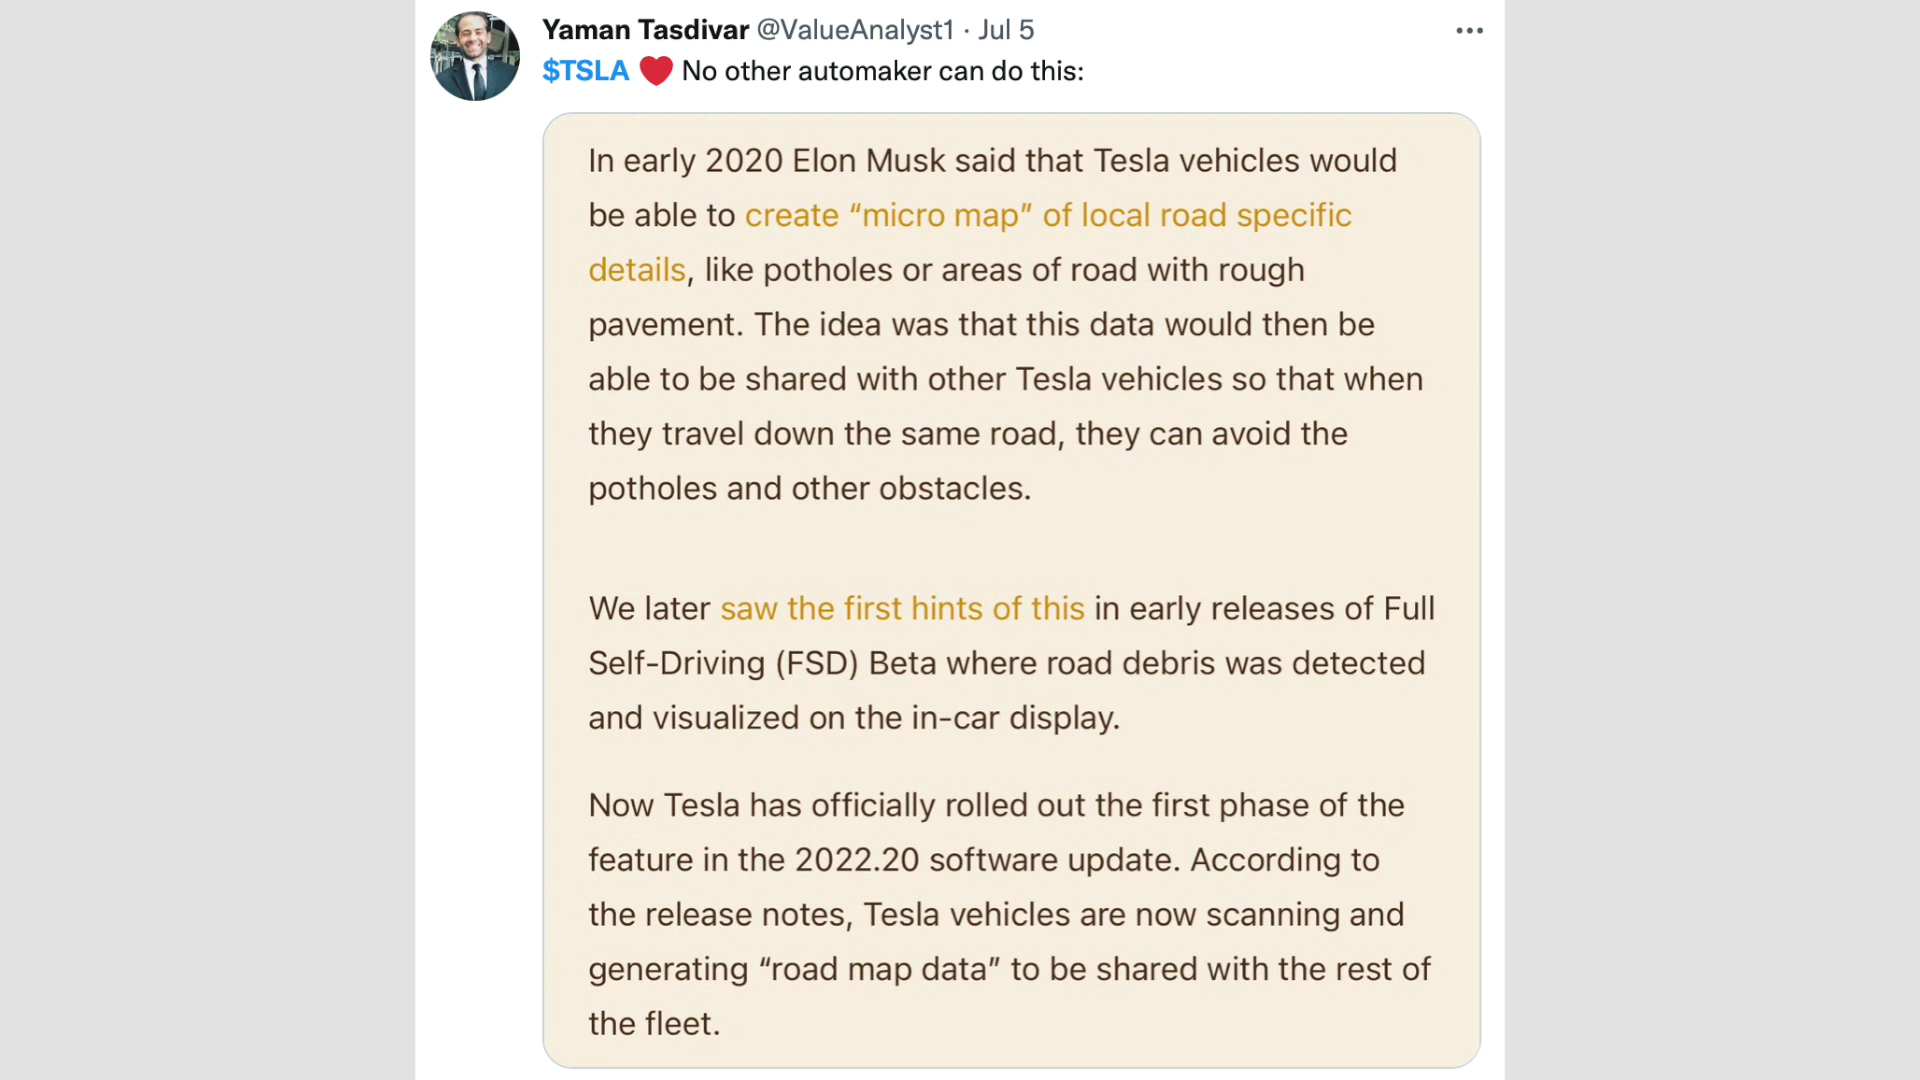 Yaman Tasdivar @ValueAnalyst1 · Jul 5
$TSLA ❤️ No other automaker can do this:
In early 2020 Elon Musk said that Tesla vehicles would
be able to create “micro map” of local road specific
details, like potholes or areas of road with rough
pavement. The idea was that this data would then be
able to be shared with other Tesla vehicles so that when
they travel down the same road, they can avoid the
potholes and other obstacles.
We later saw the first hints of this in early releases of Full
Self-Driving (FSD) Beta where road debris was detected
and visualized on the in-car display.
Now Tesla has officially rolled out the first phase of the
feature in the 2022.20 software update. According to
the release notes, Tesla vehicles are now scanning and
generating “road map data” to be shared with the rest of
the fleet.